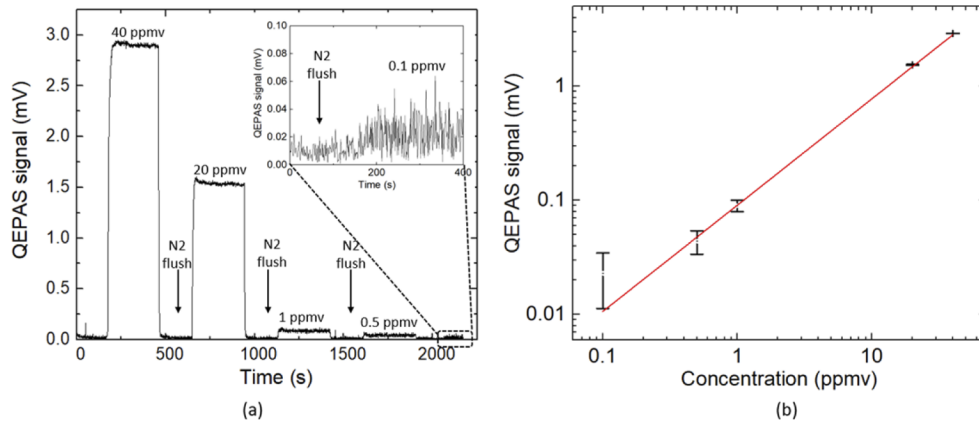 40 ppmv
20 ppmv
N2
flush
N2
flush
N2
flush
1 ppmv
0.5 ppmv
3.0
2.5
2.0
1.5
1.0
0.5
0.0
QEPAS signal (mV)
0
500
1000
1500
2000
Time (s)
0.10
0.08
0.06
0.04
0.02
0.00
QEPAS signal (mV)
N2
flush
0.1 ppmv
0
200
400
Time (s)
(a)
1
0.1
0.01
QEPAS signal (mV)
0.1
1
10
Concentration (ppmv)
(b)